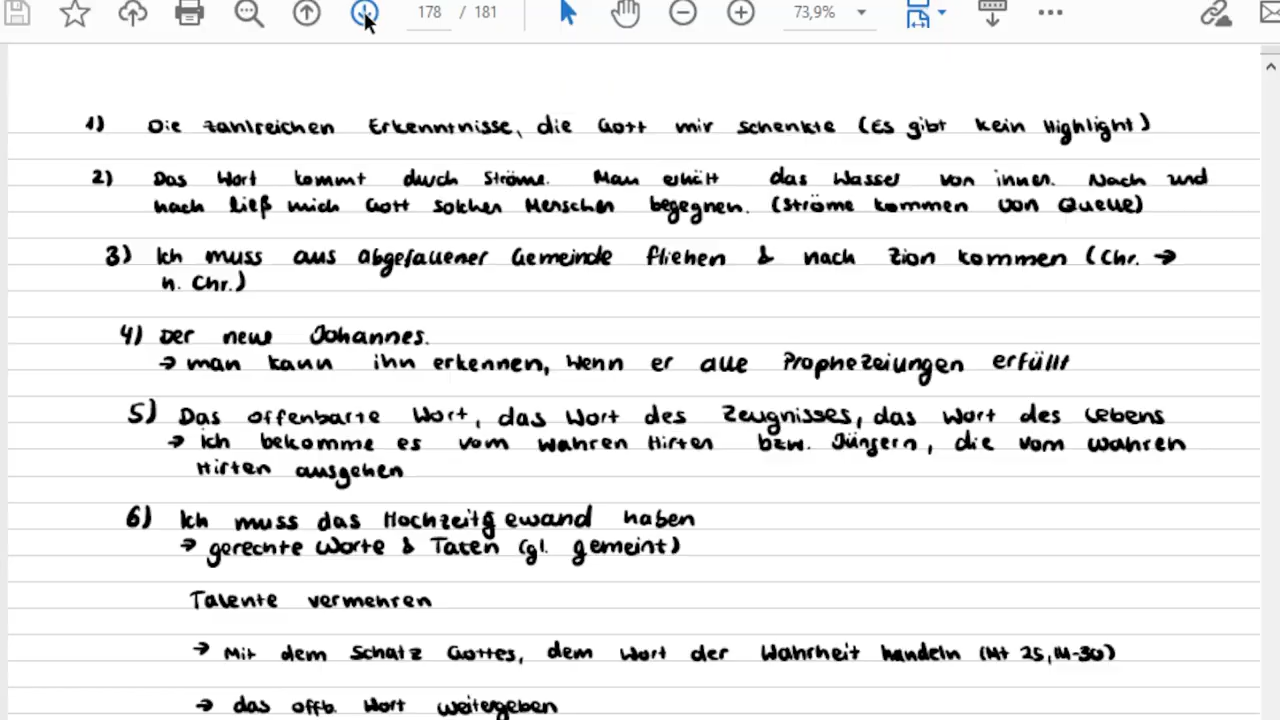 178 / 181
73,9%
1) Die zahlreichen Erkenntnisse, die Gott mir schenkte (Es gibt kein Highlight)
2) Das Wort kommt durch Ströme. Man erhält das Wasser von innen. Nach und
nach ließ mich Gott solchen Menschen begegnen. (Ströme kommen von Quelle)
3) Ich muss aus abgefallener Gemeinde fliehen & nach Zion kommen (Chr. →
n. Chr.)
4) Der neue Johannes.
→ man kann ihn erkennen, wenn er alle Prophezeiungen erfüllt
5) Das offenbarte Wort, das Wort des Zeugnisses, das Wort des Lebens
→ ich bekomme es vom wahren Hirten bzw. Jüngern, die vom wahren
Hirten ausgehen
6) Ich muss das Hochzeitgewand haben
→ gerechte Worte & Taten (gl. gemeint)
Talente vermehren
→ Mit dem Schatz Gottes, dem Wort der Wahrheit handeln (Mt 25,14-30)
→ das offb. Wort weitergeben